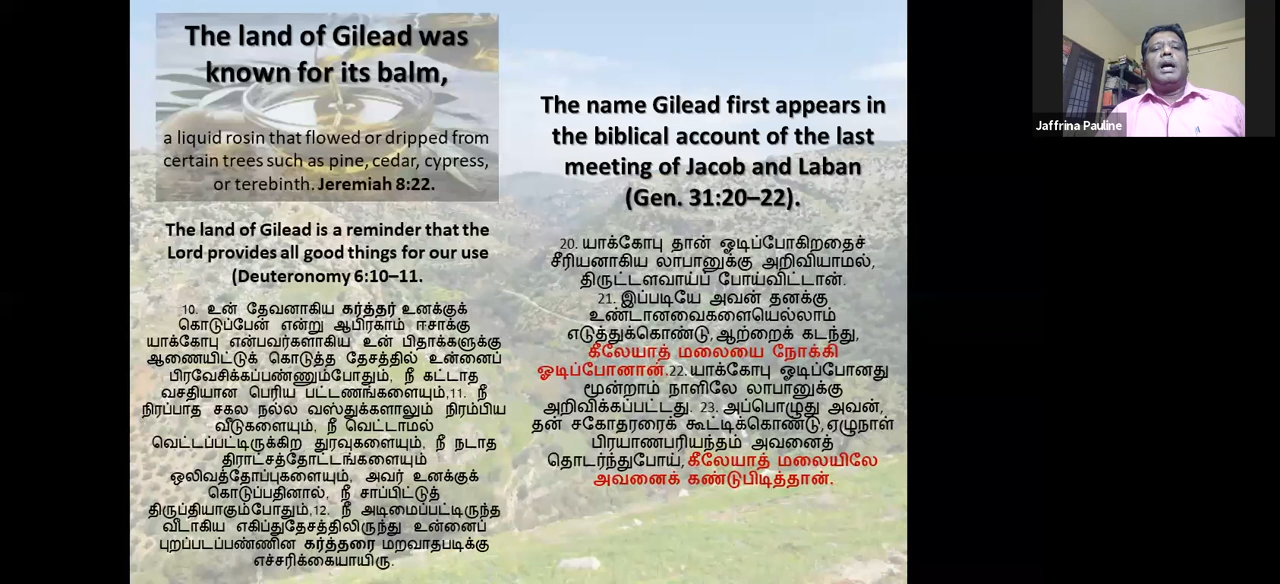 The land of Gilead was
known for its balm,
a liquid rosin that flowed or dripped from
certain trees such as pine, cedar, cypress,
or terebinth. Jeremiah 8:22.
The land of Gilead is a reminder that the
Lord provides all good things for our use
(Deuteronomy 6:10–11.
10. உன் தேவனாகிய கர்த்தர் உனக்குக்
கொடுப்பேன் என்று ஆபிரகாம் ஈசாக்கு
யாக்கோபு என்பவர்களாகிய உன் பிதாக்களுக்கு
ஆணையிட்டுக் கொடுத்த தேசத்தில் உன்னைப்
பிரவேசிக்கப்பண்ணும்போதும், நீ கட்டாத
வசதியான பெரிய பட்டணங்களையும்,11. நீ
நிரப்பாத சகல நல்ல வஸ்துக்களாலும் நிரம்பிய
வீடுகளையும், நீ வெட்டாமல்
வெட்டப்பட்டிருக்கிற துரவுகளையும், நீ நடாத
திராட்சத்தோட்டங்களையும்
ஒலிவத்தோப்புகளையும், அவர் உனக்குக்
கொடுப்பதினால், நீ சாப்பிட்டுத்
திருப்தியாகும்போதும்,12. நீ அடிமைப்பட்டிருந்த
வீடாகிய எகிப்துதேசத்திலிருந்து உன்னைப்
புறப்படப்பண்ணின கர்த்தரை மறவாதபடிக்கு
எச்சரிக்கையாயிரு.
The name Gilead first appears in
the biblical account of the last
meeting of Jacob and Laban
(Gen. 31:20–22).
20. யாக்கோபு தான் ஓடிப்போகிறதைச்
சீரியனாகிய லாபானுக்கு அறிவியாமல்,
திருட்டளவாய்ப் போய்விட்டான்.
21. இப்படியே அவன் தனக்கு
உண்டானவைகளையெல்லாம்
எடுத்துக்கொண்டு,ஆற்றைக் கடந்து,
கீலேயாத் மலையை நோக்கி
ஓடிப்போனான்.22. யாக்கோபு ஓடிப்போனது
மூன்றாம் நாளிலே லாபானுக்கு
அறிவிக்கப்பட்டது. 23. அப்பொழுது அவன்,
தன் சகோதரரைக் கூட்டிக்கொண்டு,ஏழுநாள்
பிரயாணபரியந்தம் அவனைத்
தொடர்ந்துபோய்,கீலேயாத் மலையிலே
அவனைக் கண்டுபிடித்தான்.
Jaffrina Pauline